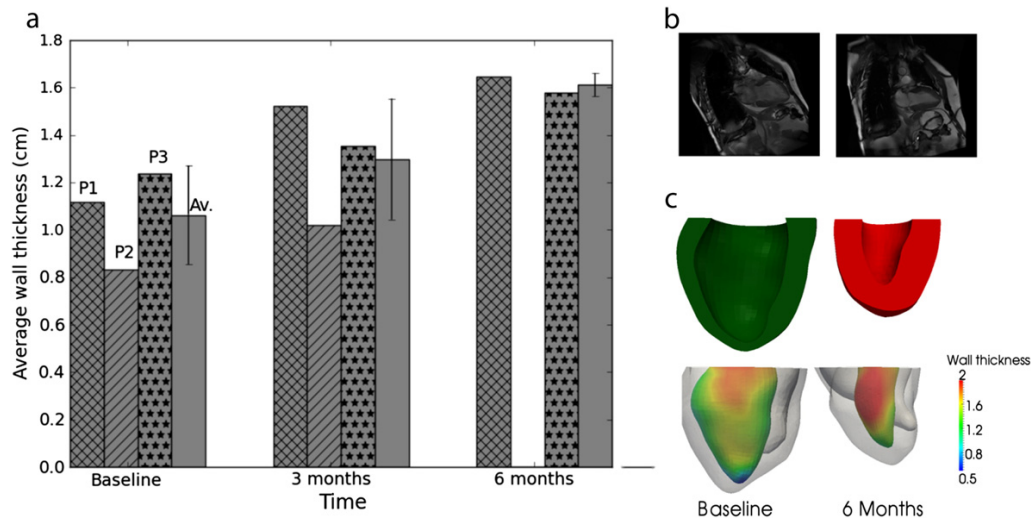 a
1.8
1.6
1.4
1.2
1.0
0.8
0.6
0.4
0.2
0.0
Average wall thickness (cm)
P1
P2
P3
Av.
Baseline
3 months
6 months
Time
b
c
Wall thickness
2
1.6
1.2
0.8
0.5
Baseline
6 Months